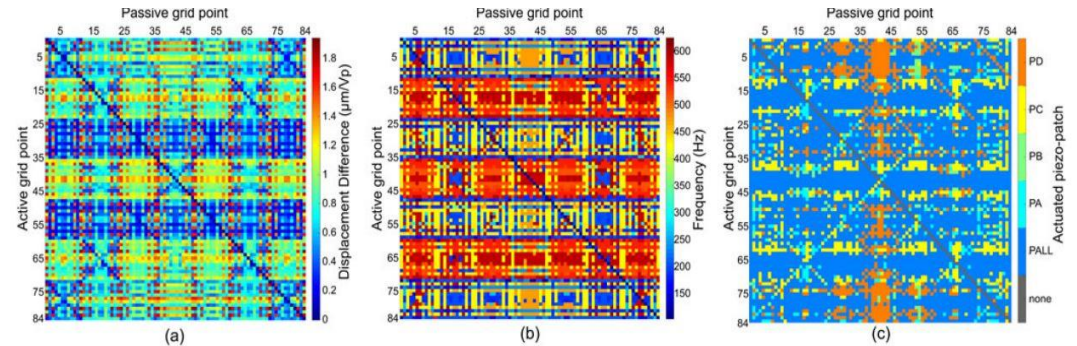 Passive grid point
5 15 25 35 45 55 65 75 84
Active grid point
5
15
25
35
45
55
65
75
84
1.8
1.6
1.4
1.2
1
0.8
0.6
0.4
0.2
0
Displacement Difference (µm/Vp)
(a)
Passive grid point
5 15 25 36 45 55 65 75 84
Active grid point
5
15
25
35
45
55
65
75
84
600
550
500
450
400
350
300
250
200
150
100
Frequency (Hz)
(b)
Passive grid point
5 15 25 35 45 55 65 75 84
Active grid point
5
15
25
35
45
55
65
75
84
PD
PC
PB
PA
PALL
none
Actuated piezo-patch
(c)